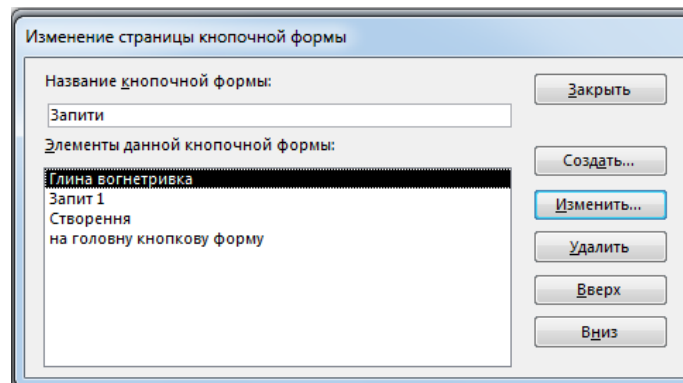 Изменение страницы кнопочной формы
Название кнопочной формы:
Запити
Элементы данной кнопочной формы:
Глина вогнетривка
Запит 1
Створення
на головну кнопкову форму
Закрыть
Создать...
Изменить...
Удалить
Вверх
Вниз